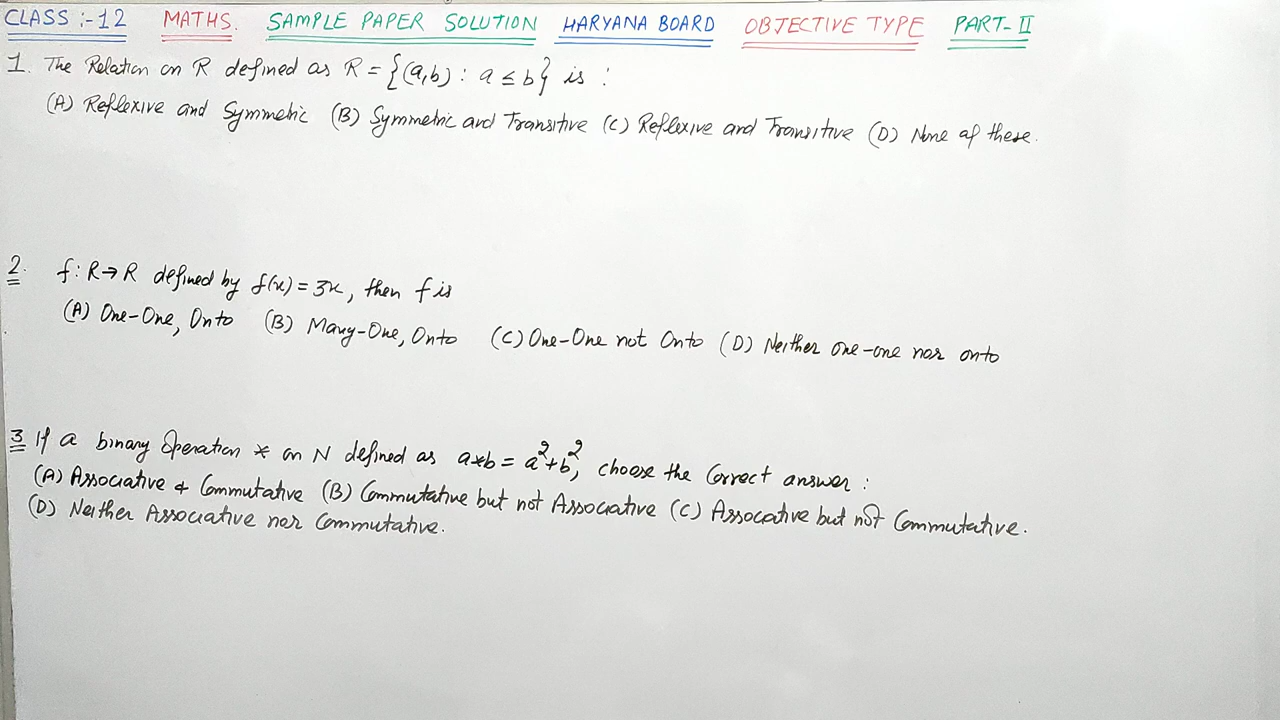 CLASS :-12 MATHS. SAMPLE PAPER SOLUTION HARYANA BOARD OBJECTIVE TYPE PART-II
1. The Relation on R defined as R = {(a,b) : a ≤ b} is :
(A) Reflexive and Symmetric (B) Symmetric and Transitive (C) Reflexive and Transitive (D) None of these.
2. f: R→R defined by f(x) = 3x, then f is
(A) One-One, Onto (B) Many-One, Onto (C) One-One not Onto (D) Neither one-one nor onto
3 If a binary Operation * on N defined as a*b = a²+b², choose the Correct answer :
(A) Associative & Commutative (B) Commutative but not Associative (C) Assocative but not Commutative.
(D) Neither Associative nor Commutative.